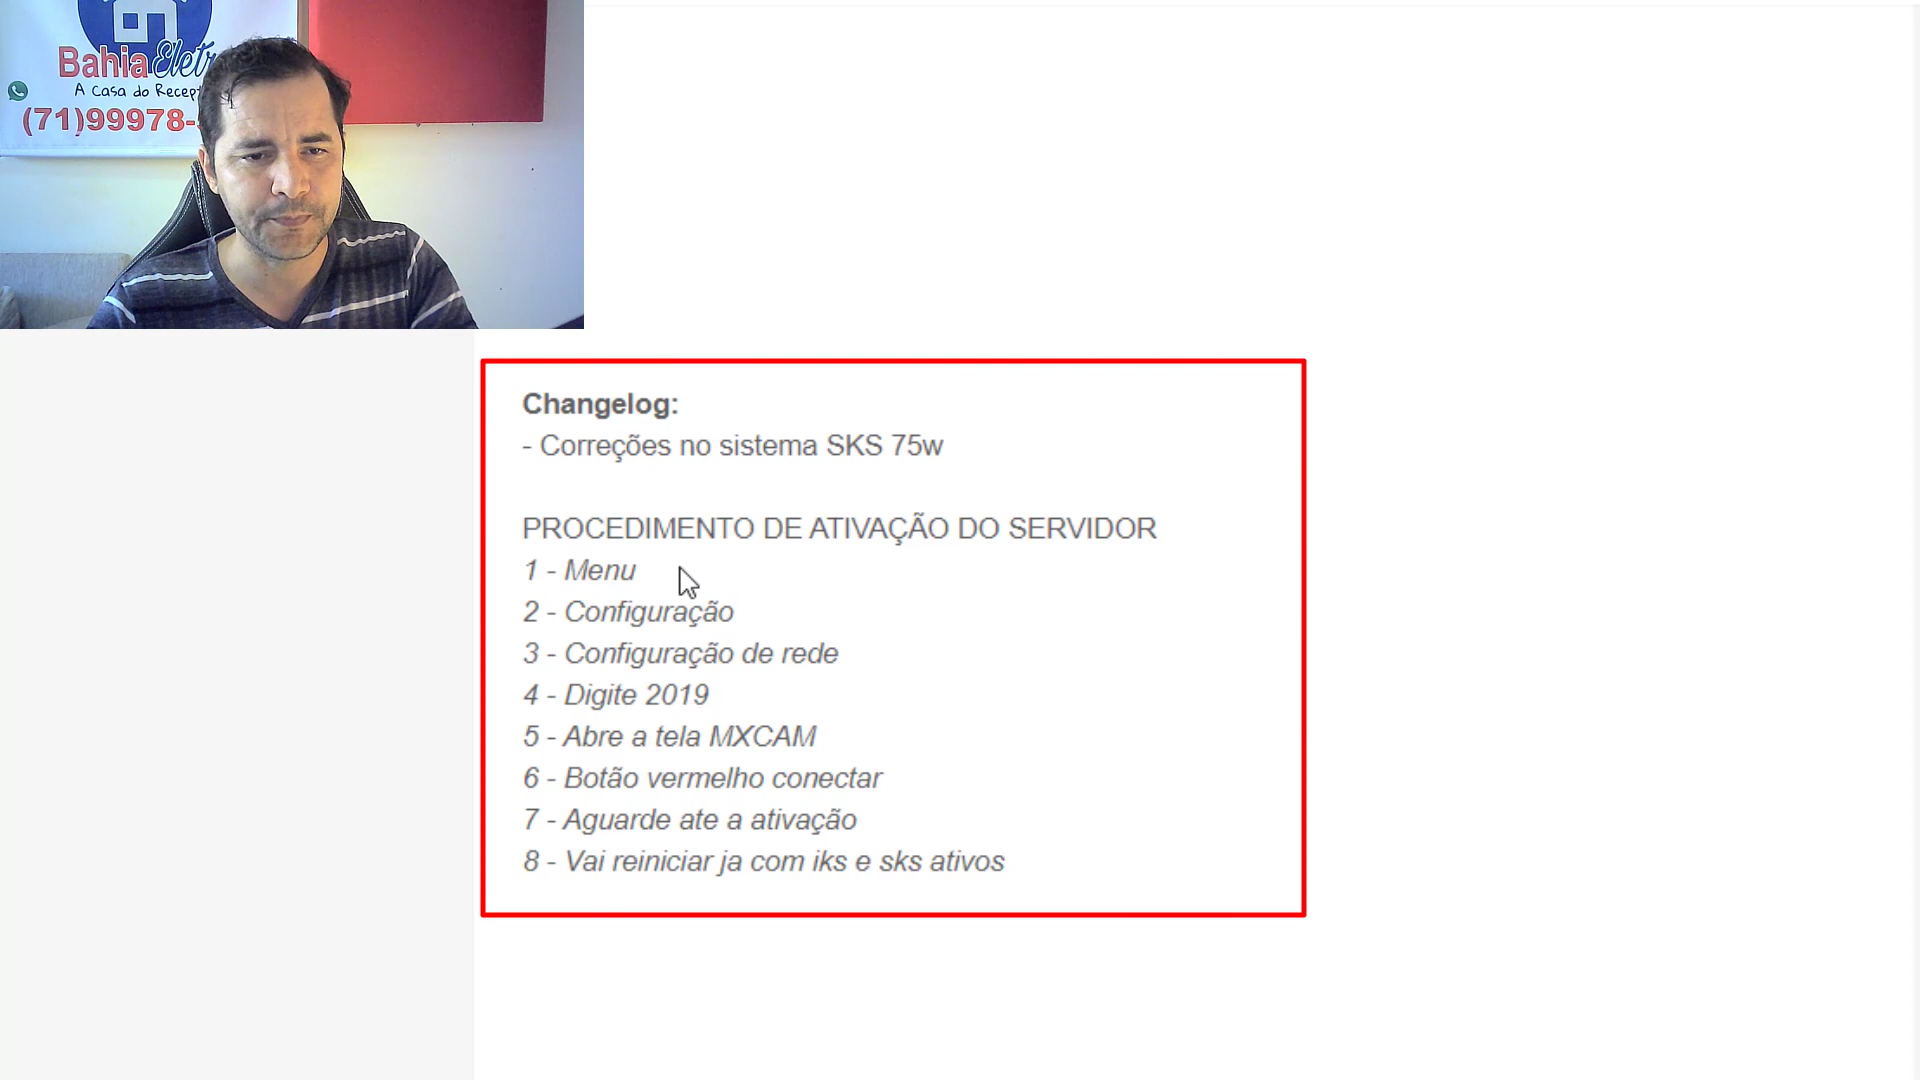 Bahia Eletr
A Casa do Recept
(71)99978-
Changelog:
- Correções no sistema SKS 75w
PROCEDIMENTO DE ATIVAÇÃO DO SERVIDOR
1 - Menu
2 - Configuração
3 - Configuração de rede
4 - Digite 2019
5 - Abre a tela MXCAM
6 - Botão vermelho conectar
7 - Aguarde ate a ativação
8 - Vai reiniciar ja com iks e sks ativos